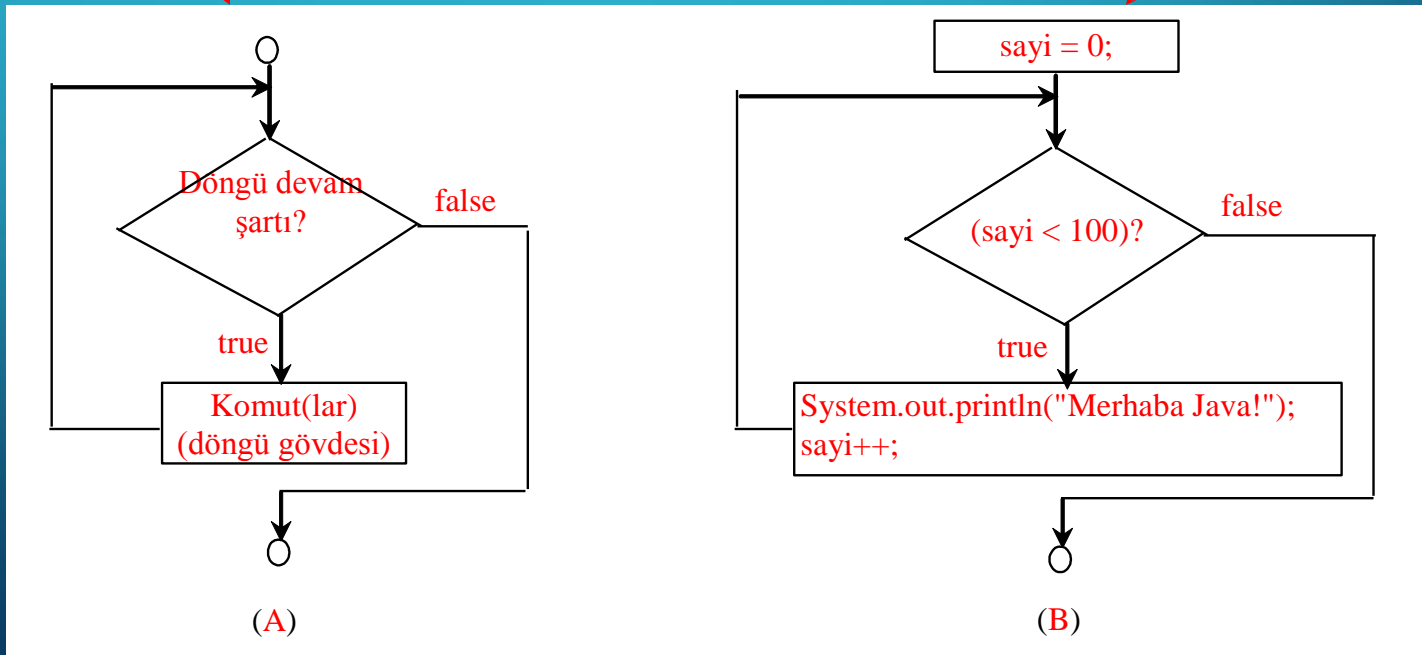 Döngü devam
şartı?
false
true
Komut(lar)
(döngü gövdesi)
(A)
sayi = 0;
(sayi < 100)?
false
true
System.out.println("Merhaba Java!");
sayi++;
(B)